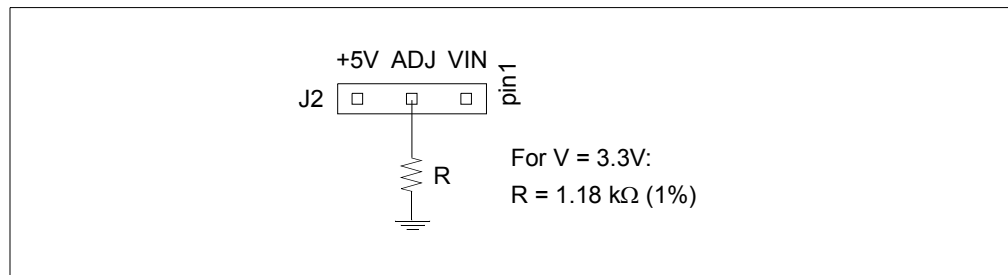 +5V ADJ VIN
pin1
J2
R
For V = 3.3V:
R = 1.18 kΩ (1%)